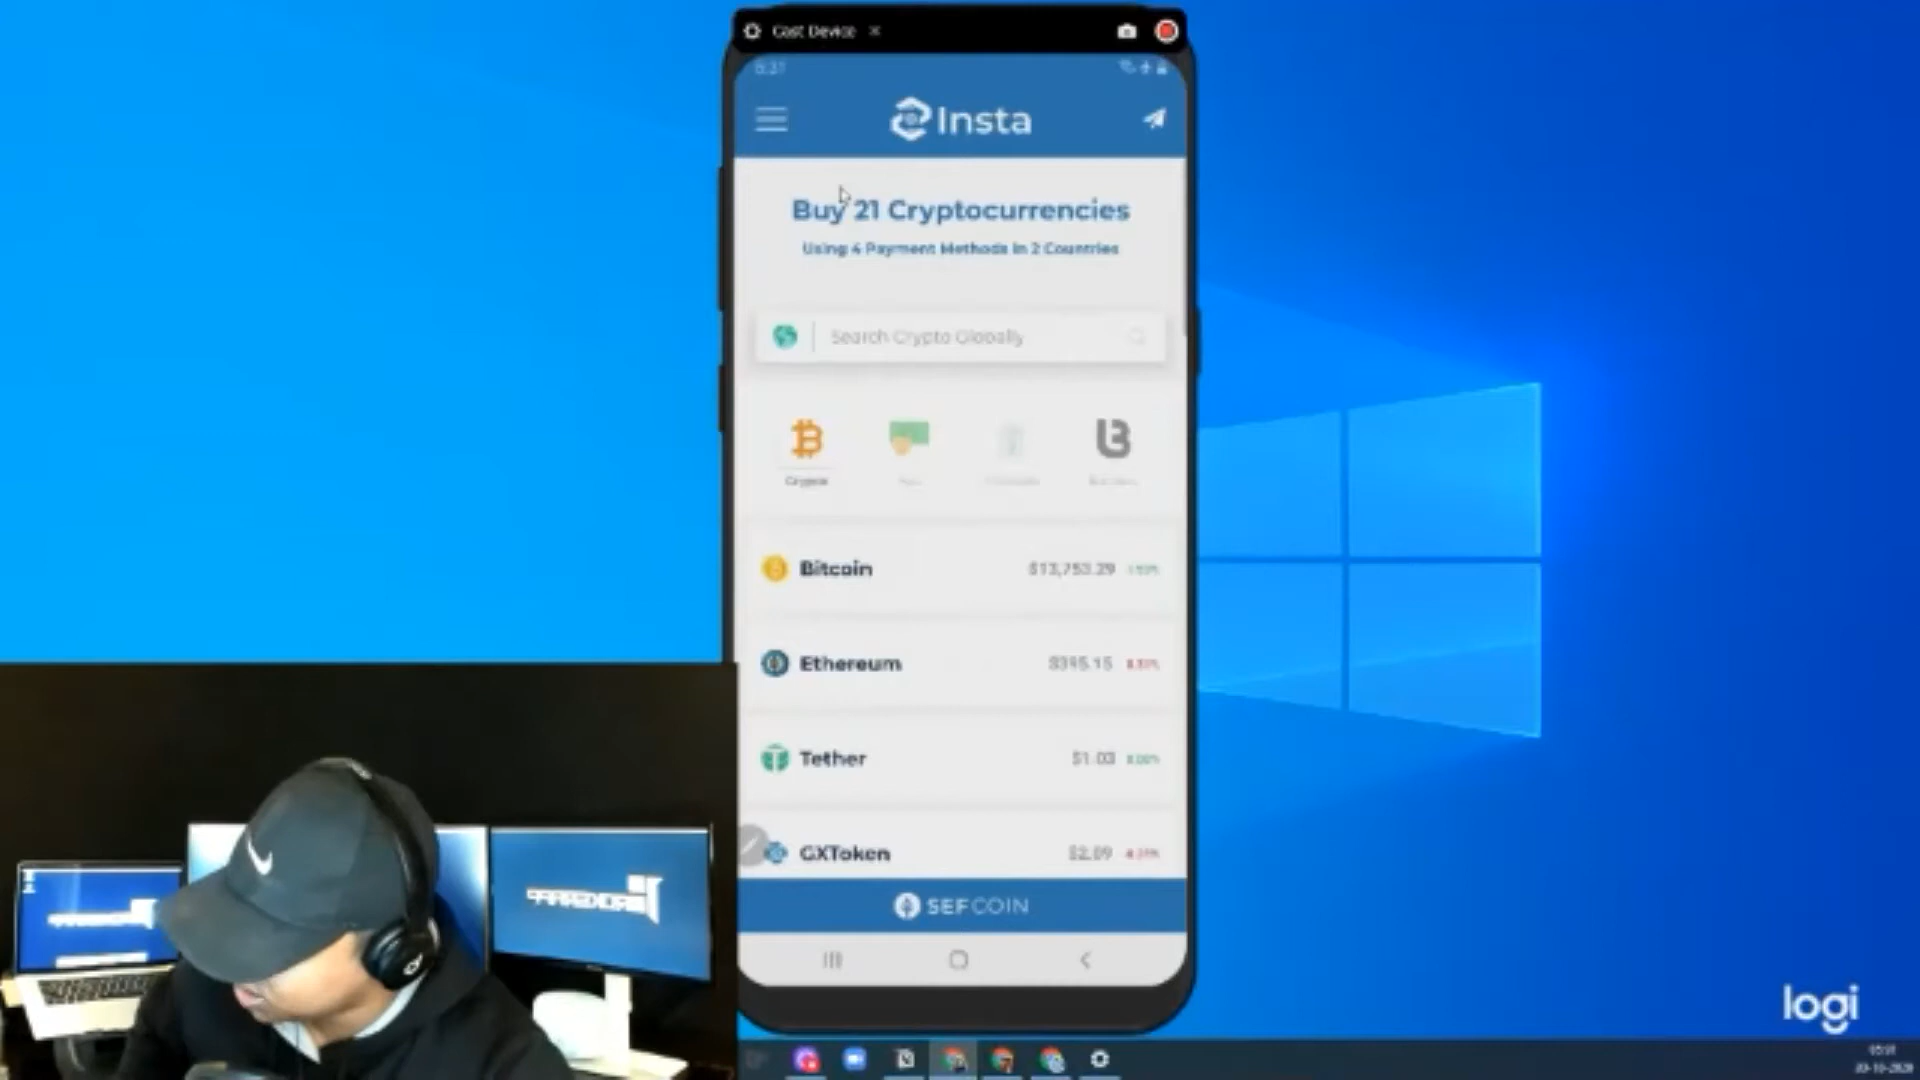 Cast Device
Insta
Buy 21 Cryptocurrencies
Using 4 Payment Methods in 2 Countries
Search Crypto Globally
Crypto
Bitcoin $13,753.29
Ethereum $395.15
Tether $1.03
GXToken $2.09
SEFCOIN
logi